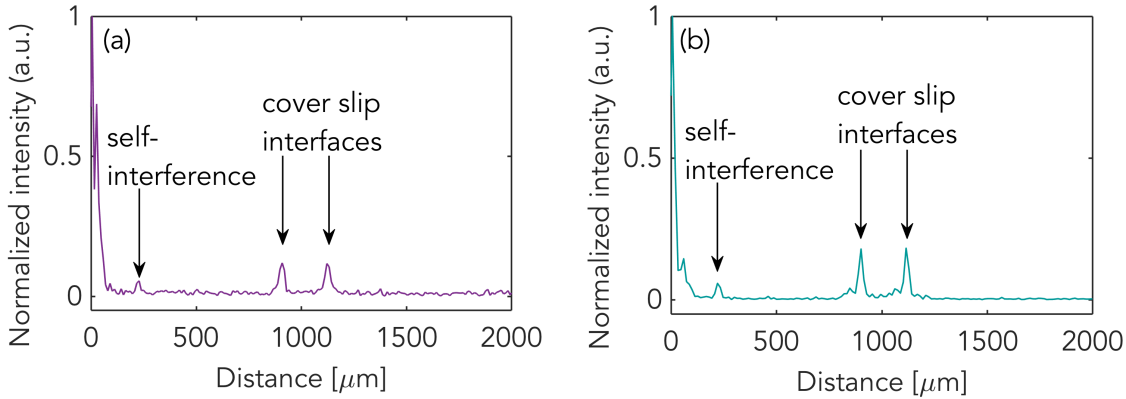 Normalized intensity (a.u.)
1
0.5
0
(a)
self-
interference
cover slip
interfaces
0
500
1000
1500
2000
Distance [μm]
Normalized intensity (a.u.)
1
0.5
0
(b)
self-
interference
cover slip
interfaces
0
500
1000
1500
2000
Distance [μm]